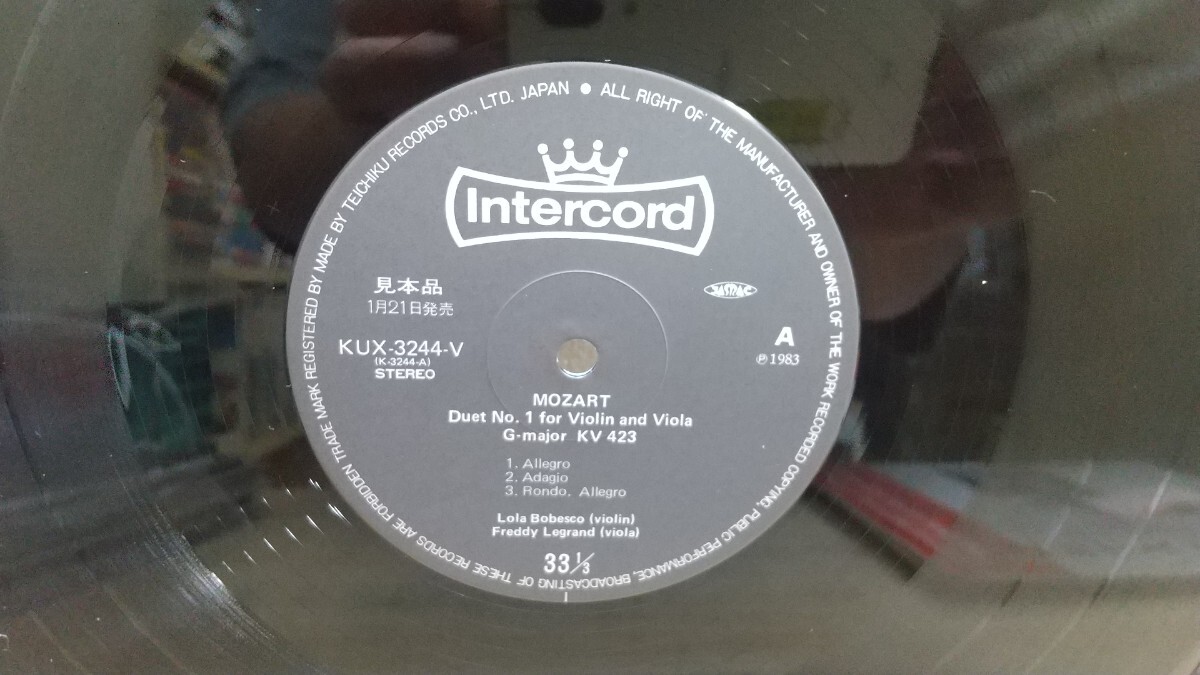 TRADE MARK REGISTERED BY MADE BY TEICHIKU RECORDS CO., LTD. JAPAN ● ALL RIGHT OF THE MANUFACTURER AND OWNER OF THE WORK RECORDED COPYING, PUBLIC PERFORMANCE, BROADCASTING OF THESE RECORDS ARE FORBIDDEN
Intercord
見本品
1月21日発売
JASRAC
KUX-3244-V
(K-3244-A)
STEREO
A
℗ 1983
MOZART
Duet No. 1 for Violin and Viola
G-major KV 423
1. Allegro
2. Adagio
3. Rondo. Allegro
Lola Bobesco (violin)
Freddy Legrand (viola)
33 1/3